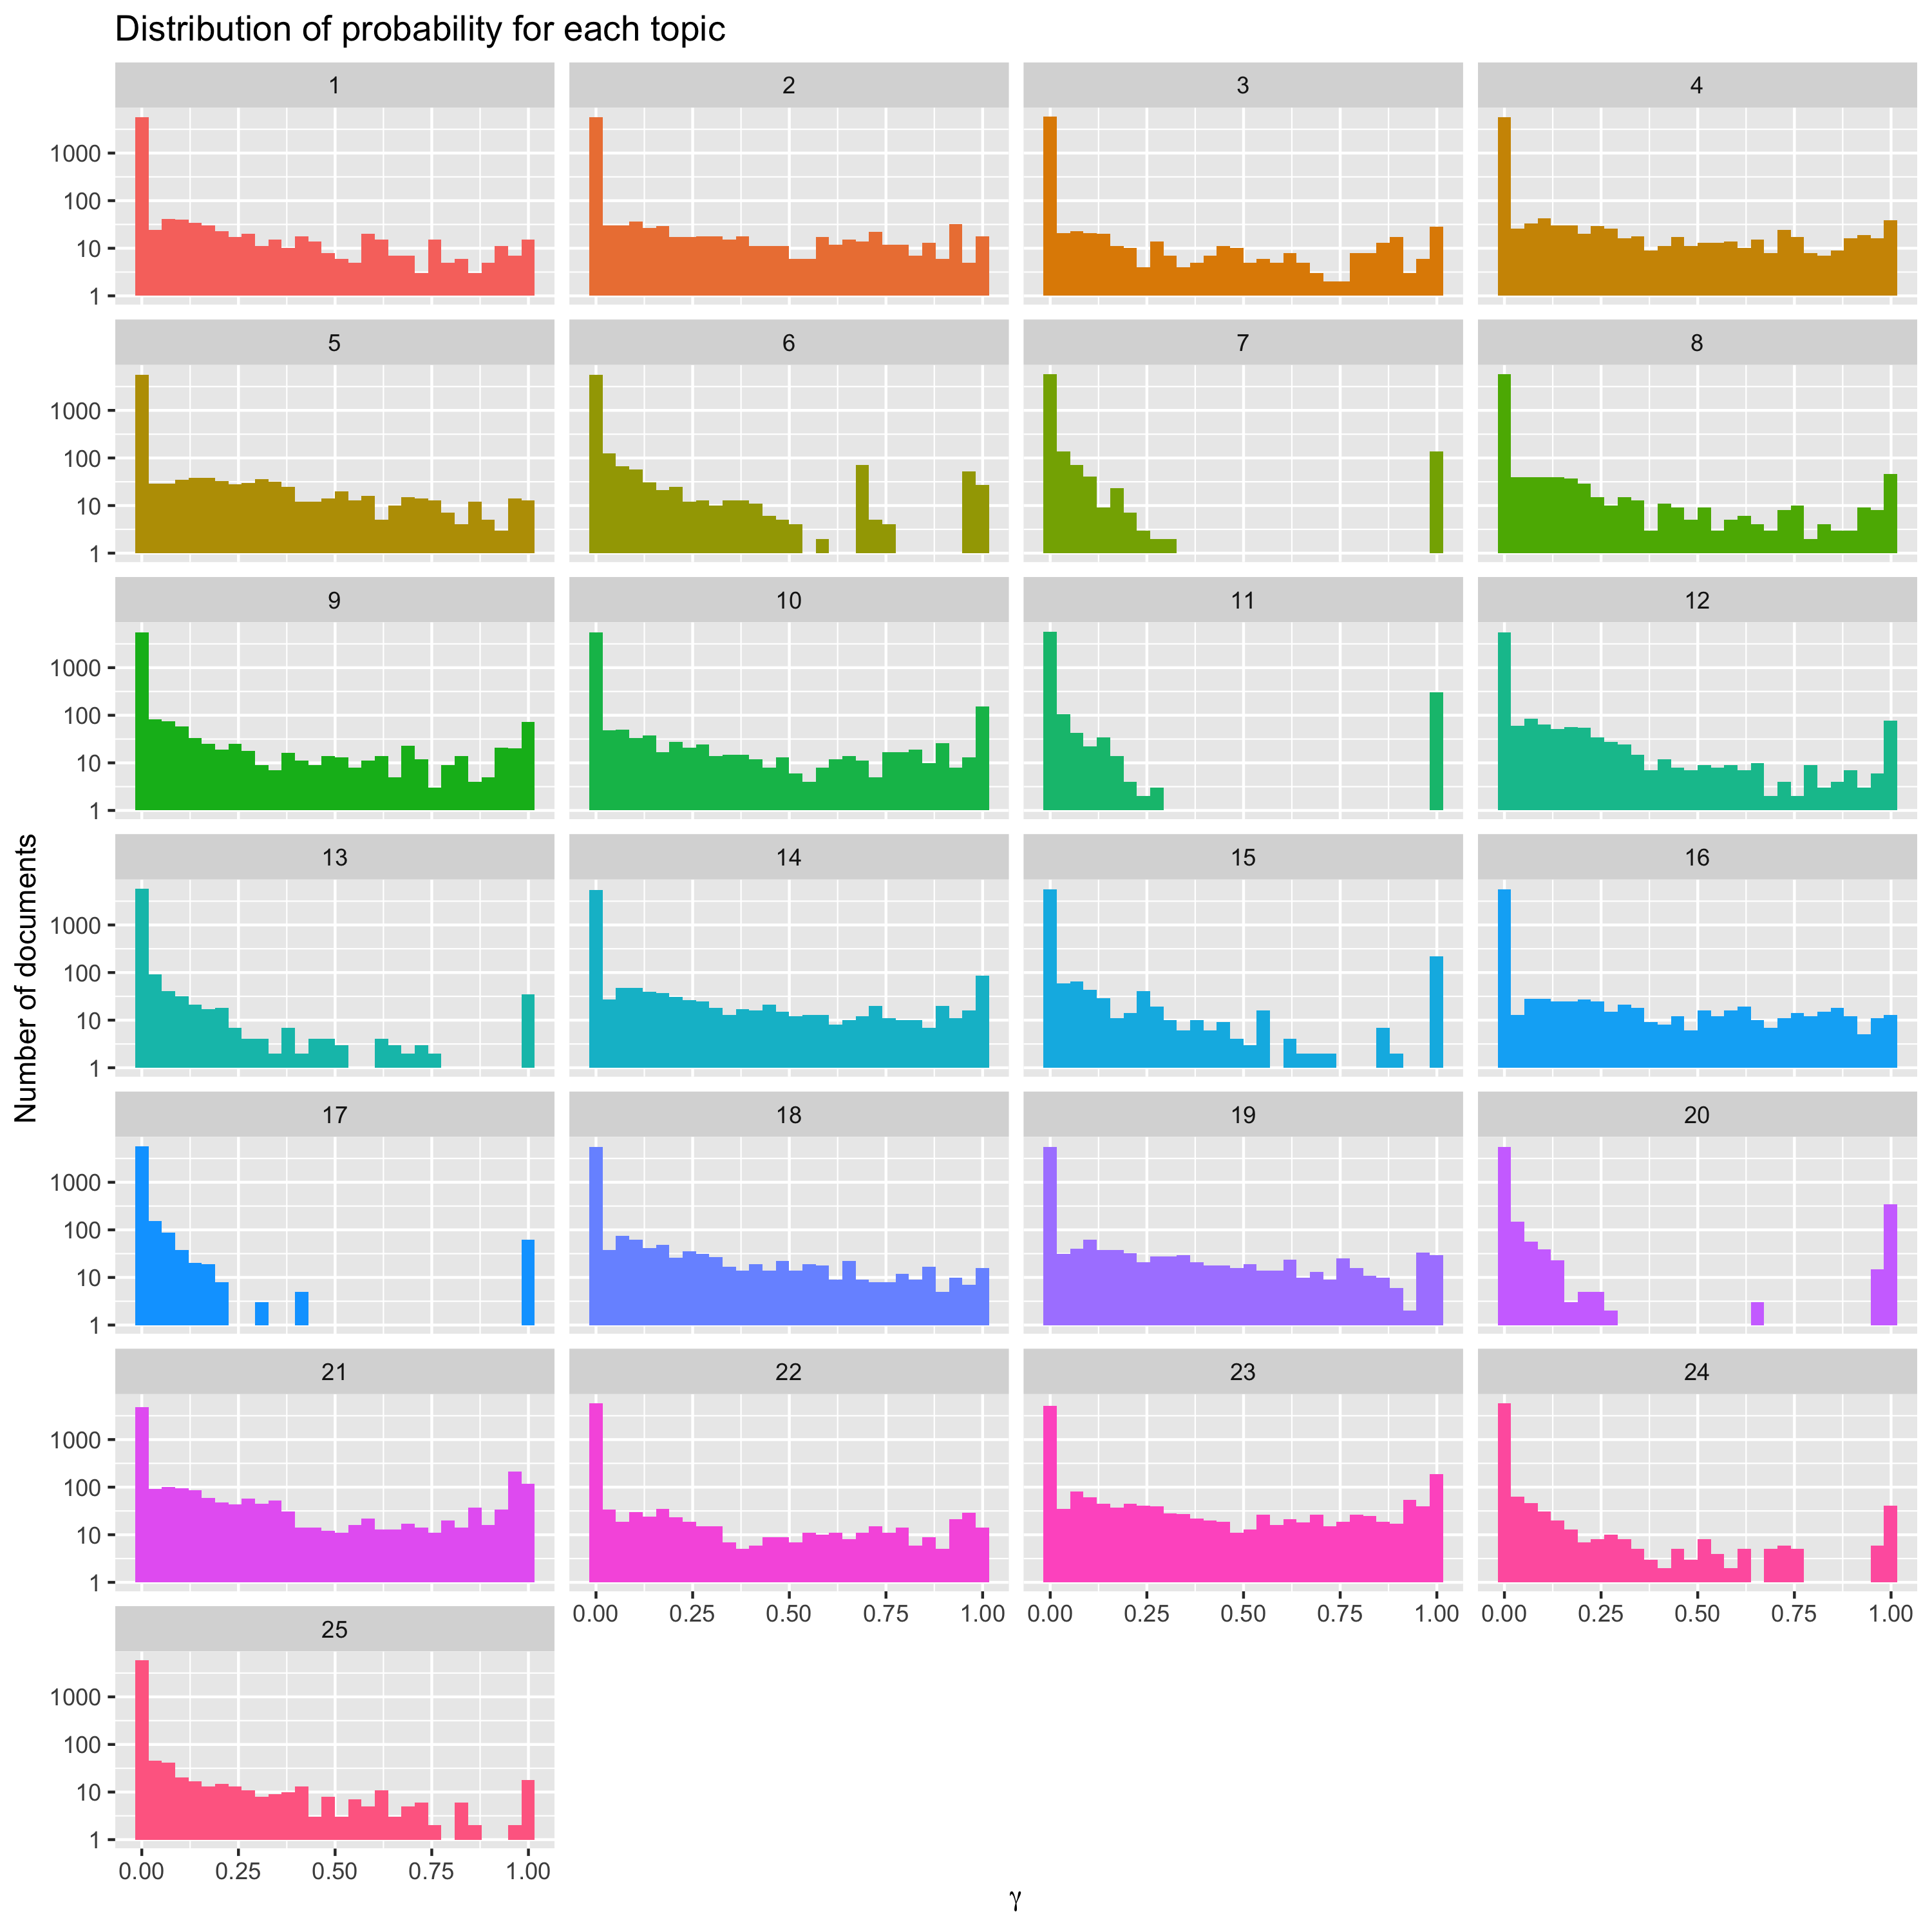 Distribution of probability for each topic
1 2 3 4
1000
100
10
1
5 6 7 8
1000
100
10
1
9 10 11 12
1000
100
10
1
Number of documents
13 14 15 16
1000
100
10
1
17 18 19 20
1000
100
10
1
21 22 23 24
1000
100
10
1
0.00 0.25 0.50 0.75 1.00 0.00 0.25 0.50 0.75 1.00 0.00 0.25 0.50 0.75 1.00
25
1000
100
10
1
0.00 0.25 0.50 0.75 1.00
γ